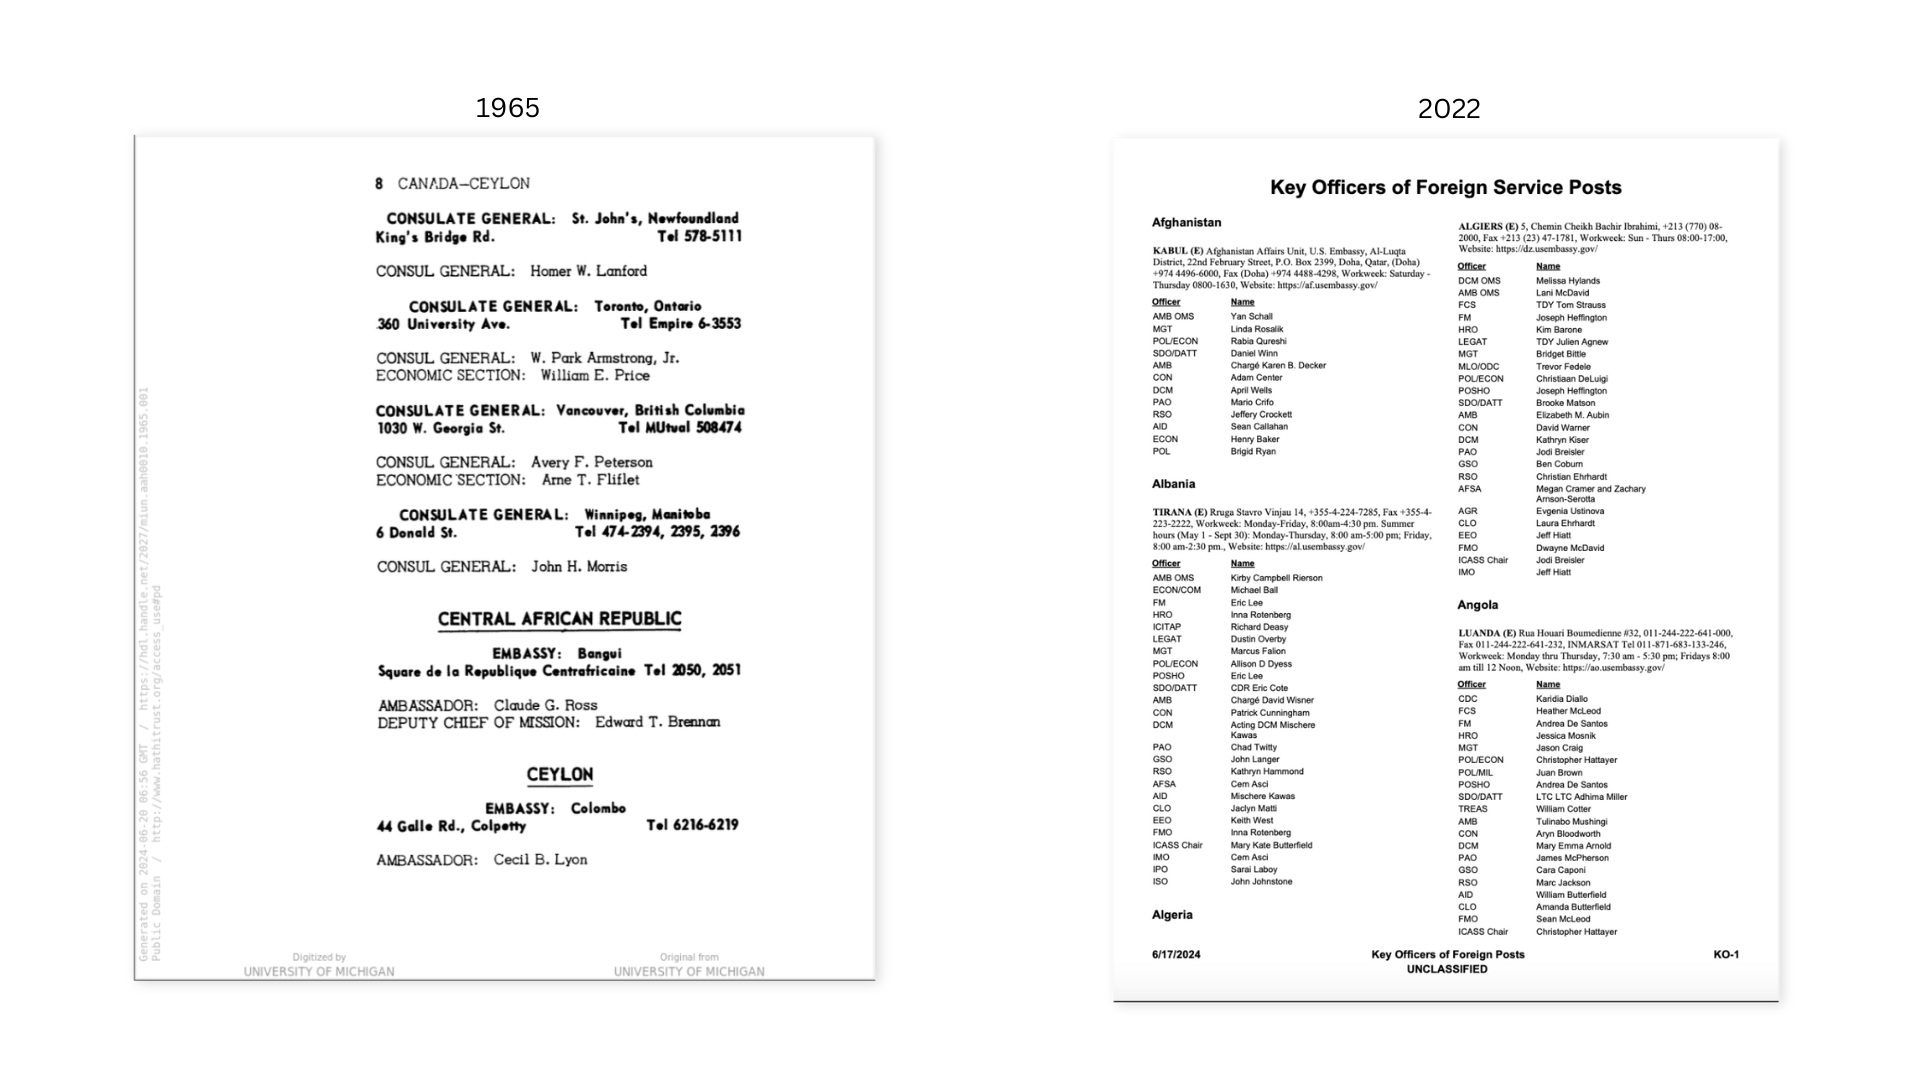 1965
8 CANADA—CEYLON
CONSULATE GENERAL: St. John's, Newfoundland
King's Bridge Rd. Tel 578-5111
CONSUL GENERAL: Homer W. Lanford
CONSULATE GENERAL: Toronto, Ontario
360 University Ave. Tel Empire 6-3553
CONSUL GENERAL: W. Park Armstrong, Jr.
ECONOMIC SECTION: William E. Price
CONSULATE GENERAL: Vancouver, British Columbia
1030 W. Georgia St. Tel MUtual 508474
CONSUL GENERAL: Avery F. Peterson
ECONOMIC SECTION: Arne T. Fliflet
CONSULATE GENERAL: Winnipeg, Manitoba
6 Donald St. Tel 474-2394, 2395, 2396
CONSUL GENERAL: John H. Morris
CENTRAL AFRICAN REPUBLIC
EMBASSY: Bangui
Square de la Republique Centrafricaine Tel 2050, 2051
AMBASSADOR: Claude G. Ross
DEPUTY CHIEF OF MISSION: Edward T. Brennan
CEYLON
EMBASSY: Colombo
44 Galle Rd., Colpetty Tel 6216-6219
AMBASSADOR: Cecil B. Lyon
Generated on 2024-06-20 06:56 GMT / https://hdl.handle.net/2027/miun.aah0010.1965.001
Public Domain / http://www.hathitrust.org/access_use#pd
Digitized by
UNIVERSITY OF MICHIGAN
Original from
UNIVERSITY OF MICHIGAN
2022
Key Officers of Foreign Service Posts
Afghanistan
KABUL (E) Afghanistan Affairs Unit, U.S. Embassy, Al-Luqta
District, 22nd February Street, P.O. Box 2399, Doha, Qatar, (Doha)
+974 4496-6000, Fax (Doha) +974 4488-4298, Workweek: Saturday -
Thursday 0800-1630, Website: https://af.usembassy.gov/
Officer Name
AMB OMS Yan Schall
MGT Linda Rosalik
POL/ECON Rabia Qureshi
SDO/DATT Daniel Winn
AMB Chargé Karen B. Decker
CON Adam Center
DCM April Wells
PAO Mario Crifo
RSO Jeffery Crockett
AID Sean Callahan
ECON Henry Baker
POL Brigid Ryan
Albania
TIRANA (E) Rruga Stavro Vinjau 14, +355-4-224-7285, Fax +355-4-
223-2222, Workweek: Monday-Friday, 8:00am-4:30 pm. Summer
hours (May 1 - Sept 30): Monday-Thursday, 8:00 am-5:00 pm; Friday,
8:00 am-2:30 pm., Website: https://al.usembassy.gov/
Officer Name
AMB OMS Kirby Campbell Rierson
ECON/COM Michael Ball
FM Eric Lee
HRO Inna Rotenberg
ICITAP Richard Deasy
LEGAT Dustin Overby
MGT Marcus Falion
POL/ECON Allison D Dyess
POSHO Eric Lee
SDO/DATT CDR Eric Cote
AMB Chargé David Wisner
CON Patrick Cunningham
DCM Acting DCM Mischere
Kawas
PAO Chad Twitty
GSO John Langer
RSO Kathryn Hammond
AFSA Cem Asci
AID Mischere Kawas
CLO Jaclyn Matti
EEO Keith West
FMO Inna Rotenberg
ICASS Chair Mary Kate Butterfield
IMO Cem Asci
IPO Sarai Laboy
ISO John Johnstone
Algeria
ALGIERS (E) 5, Chemin Cheikh Bachir Ibrahimi, +213 (770) 08-
2000, Fax +213 (23) 47-1781, Workweek: Sun - Thurs 08:00-17:00,
Website: https://dz.usembassy.gov/
Officer Name
DCM OMS Melissa Hylands
AMB OMS Lani McDavid
FCS TDY Tom Strauss
FM Joseph Heffington
HRO Kim Barone
LEGAT TDY Julien Agnew
MGT Bridget Bittle
MLO/ODC Trevor Fedele
POL/ECON Christiaan DeLuigi
POSHO Joseph Heffington
SDO/DATT Brooke Matson
AMB Elizabeth M. Aubin
CON David Warner
DCM Kathryn Kiser
PAO Jodi Breisler
GSO Ben Coburn
RSO Christian Ehrhardt
AFSA Megan Cramer and Zachary
Arnson-Serotta
AGR Evgenia Ustinova
CLO Laura Ehrhardt
EEO Jeff Hiatt
FMO Dwayne McDavid
ICASS Chair Jodi Breisler
IMO Jeff Hiatt
Angola
LUANDA (E) Rua Houari Boumedienne #32, 011-244-222-641-000,
Fax 011-244-222-641-232, INMARSAT Tel 011-871-683-133-246,
Workweek: Monday thru Thursday, 7:30 am - 5:30 pm; Fridays 8:00
am till 12 Noon, Website: https://ao.usembassy.gov/
Officer Name
CDC Karidia Diallo
FCS Heather McLeod
FM Andrea De Santos
HRO Jessica Mosnik
MGT Jason Craig
POL/ECON Christopher Hattayer
POL/MIL Juan Brown
POSHO Andrea De Santos
SDO/DATT LTC LTC Adhima Miller
TREAS William Cotter
AMB Tulinabo Mushingi
CON Aryn Bloodworth
DCM Mary Emma Arnold
PAO James McPherson
GSO Cara Caponi
RSO Marc Jackson
AID William Butterfield
CLO Amanda Butterfield
FMO Sean McLeod
ICASS Chair Christopher Hattayer
6/17/2024 Key Officers of Foreign Posts KO-1
UNCLASSIFIED